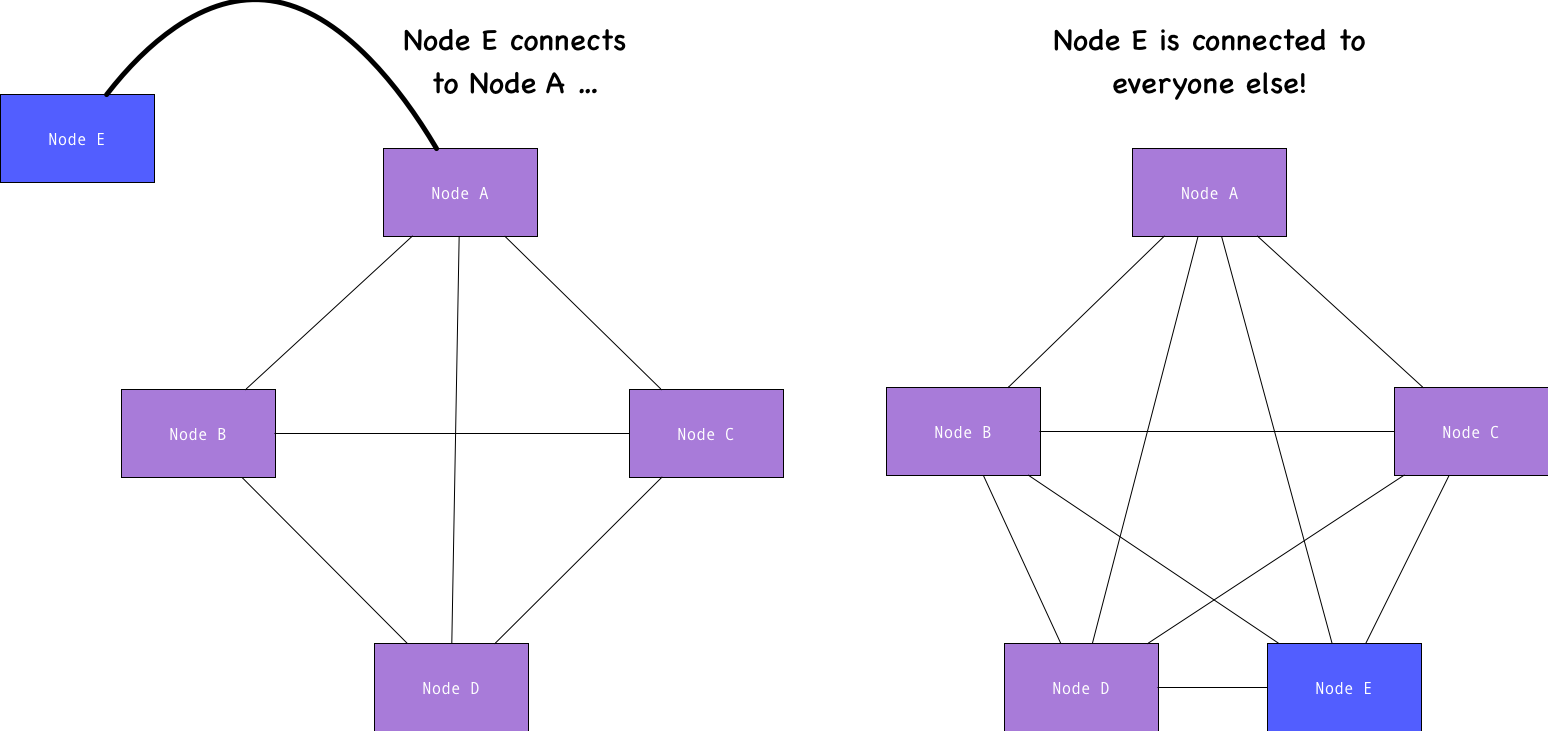 Node E connects
to Node A ...
Node E
Node A
Node B
Node C
Node D
Node E is connected to
everyone else!
Node A
Node B
Node C
Node D
Node E